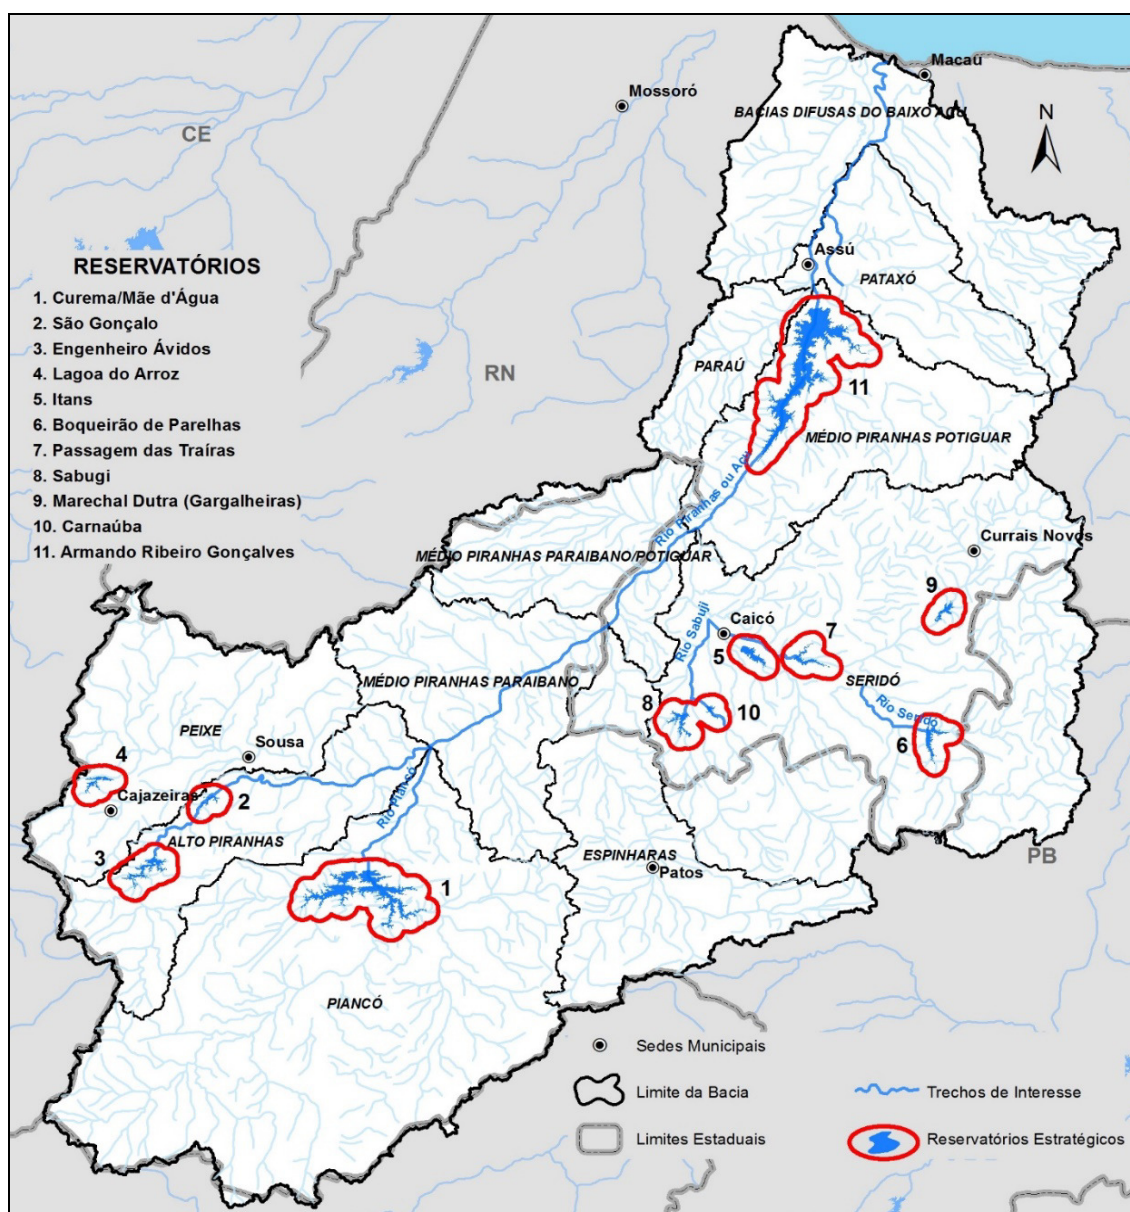 Macau
Mossoró
BACIAS DIFUSAS DO BAIXO AÇU
N
CE
Assú
PATAXÓ
RESERVATÓRIOS
1. Curema/Mãe d'Água
2. São Gonçalo
3. Engenheiro Ávidos
4. Lagoa do Arroz
5. Itans
6. Boqueirão de Parelhas
7. Passagem das Traíras
8. Sabugi
9. Marechal Dutra (Gargalheiras)
10. Carnaúba
11. Armando Ribeiro Gonçalves
RN
PARAÚ
11
MÉDIO PIRANHAS POTIGUAR
Rio Piranhas ou Açu
Currais Novos
MÉDIO PIRANHAS PARAIBANO/POTIGUAR
9
Caicó
Rio Sabuji
7
5
SERIDÓ
MÉDIO PIRANHAS PARAIBANO
8
10
Rio Seridó
6
PEIXE
Sousa
4
Cajazeiras
2
Rio Piancó
ALTO PIRANHAS
3
ESPINHARAS
Patos
PB
1
PIANCÓ
Sedes Municipais
Limite da Bacia
Trechos de Interesse
Limites Estaduais
Reservatórios Estratégicos